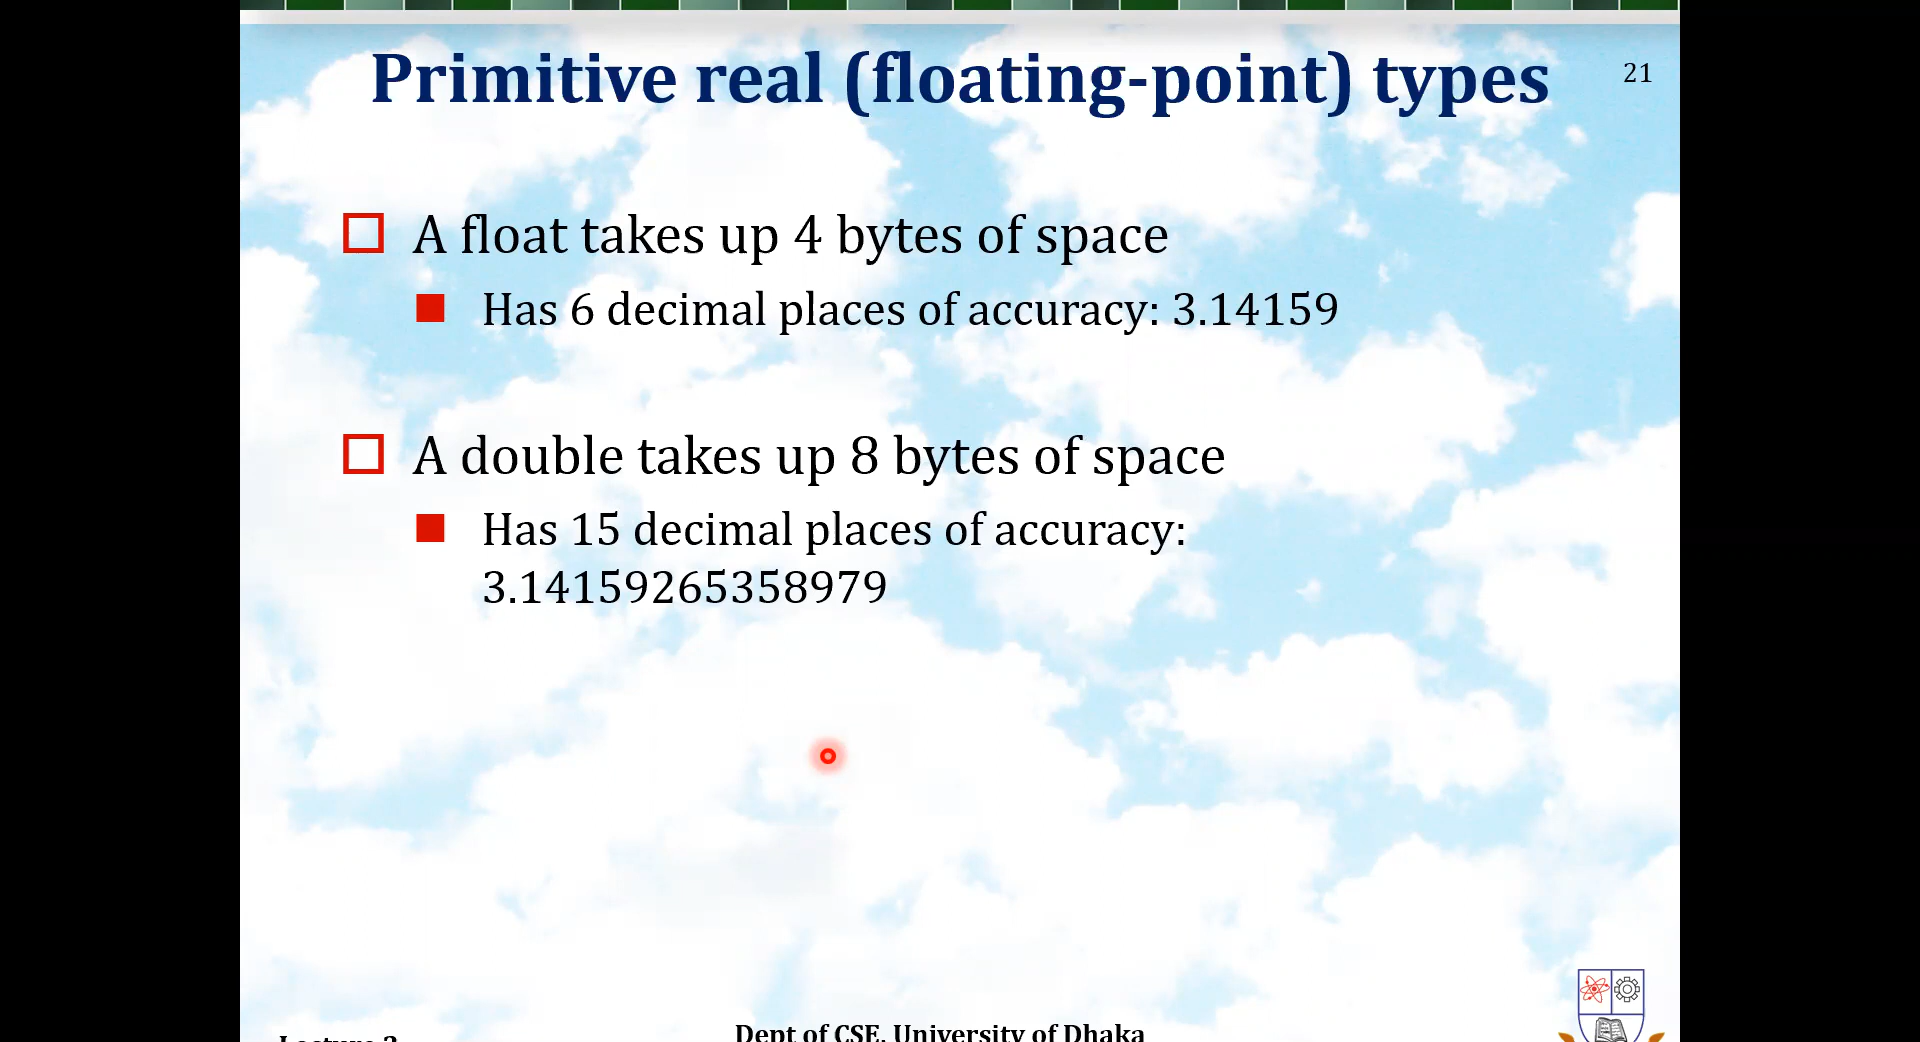 Primitive real (floating-point) types
21
A float takes up 4 bytes of space
Has 6 decimal places of accuracy: 3.14159
A double takes up 8 bytes of space
Has 15 decimal places of accuracy:
3.14159265358979
Lecture 2
Dept of CSE, University of Dhaka